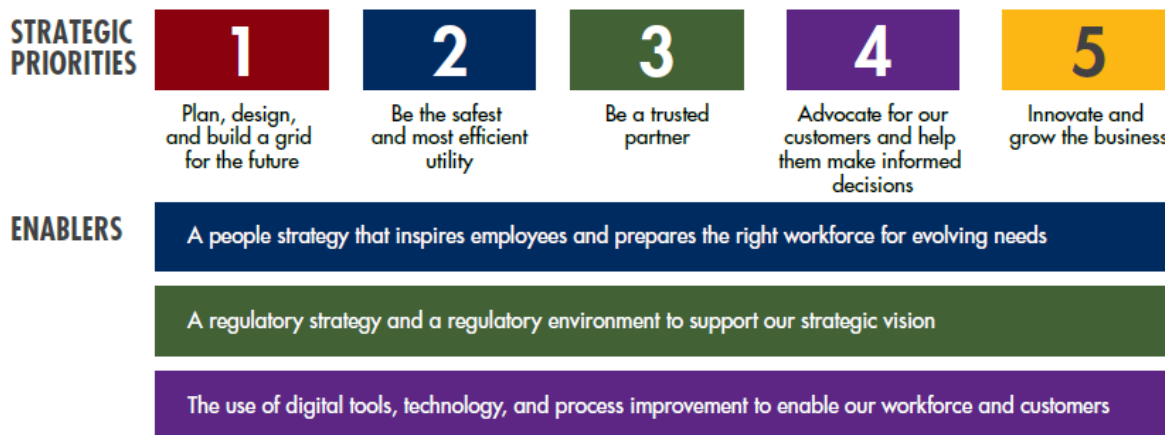 STRATEGIC
PRIORITIES
1
Plan, design,
and build a grid
for the future
2
Be the safest
and most efficient
utility
3
Be a trusted
partner
4
Advocate for our
customers and help
them make informed
decisions
5
Innovate and
grow the business
ENABLERS
A people strategy that inspires employees and prepares the right workforce for evolving needs
A regulatory strategy and a regulatory environment to support our strategic vision
The use of digital tools, technology, and process improvement to enable our workforce and customers